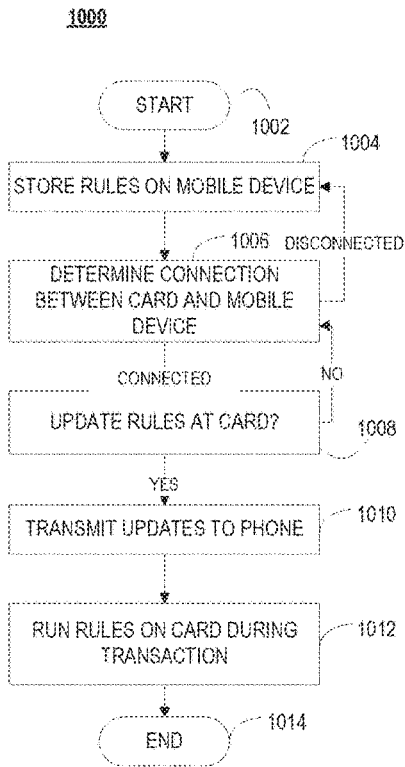 1000
START
1002
1004
STORE RULES ON MOBILE DEVICE
1006
DISCONNECTED
DETERMINE CONNECTION
BETWEEN CARD AND MOBILE
DEVICE
CONNECTED
NO
UPDATE RULES AT CARD?
1008
YES
TRANSMIT UPDATES TO PHONE
1010
RUN RULES ON CARD DURING
TRANSACTION
1012
END
1014